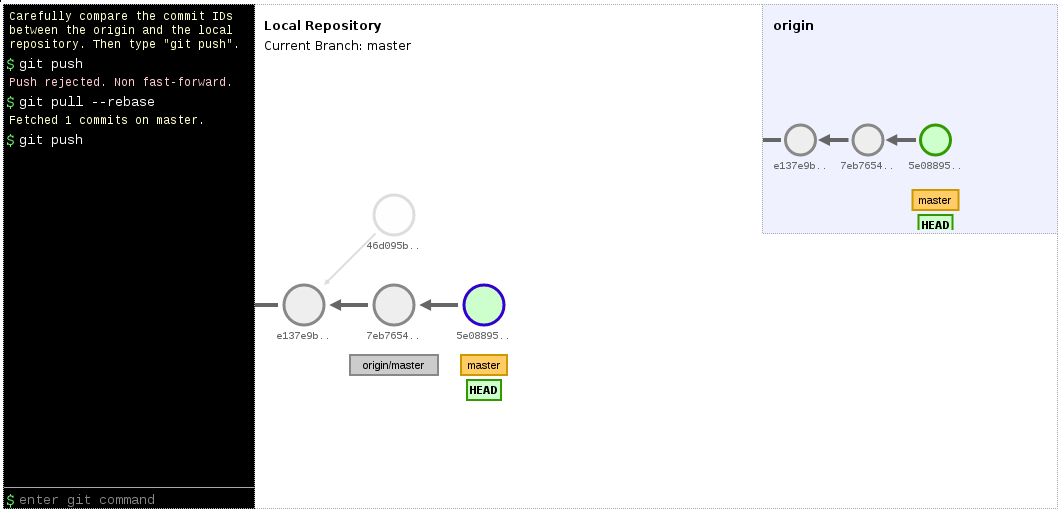 Carefully compare the commit IDs
between the origin and the local
repository. Then type "git push".
$ git push
Push rejected. Non fast-forward.
$ git pull --rebase
Fetched 1 commits on master.
$ git push
$ enter git command
Local Repository
Current Branch: master
46d095b..
e137e9b..
7eb7654..
5e08895..
origin/master
master
HEAD
origin
e137e9b..
7eb7654..
5e08895..
master
HEAD